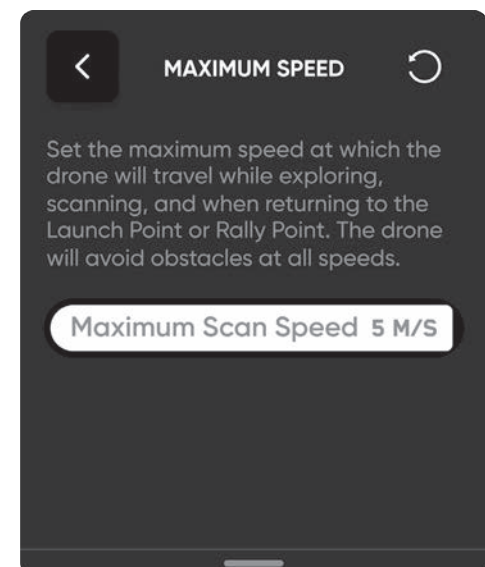 MAXIMUM SPEED
Set the maximum speed at which the
drone will travel while exploring,
scanning, and when returning to the
Launch Point or Rally Point. The drone
will avoid obstacles at all speeds.
Maximum Scan Speed 5 M/S